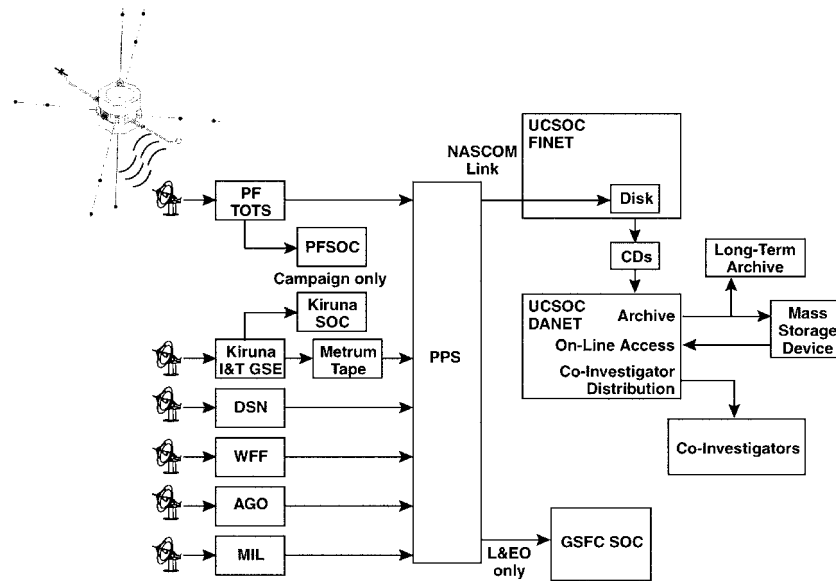 UCSOC
FINET
NASCOM
Link
PF
TOTS
Disk
PFSOC
Campaign only
CDs
Long-Term
Archive
Kiruna
SOC
UCSOC
DANET
Archive
Mass
Storage
Device
On-Line Access
Kiruna
I&T GSE
Metrum
Tape
PPS
Co-Investigator
Distribution
DSN
Co-Investigators
WFF
AGO
L&EO
only
GSFC SOC
MIL